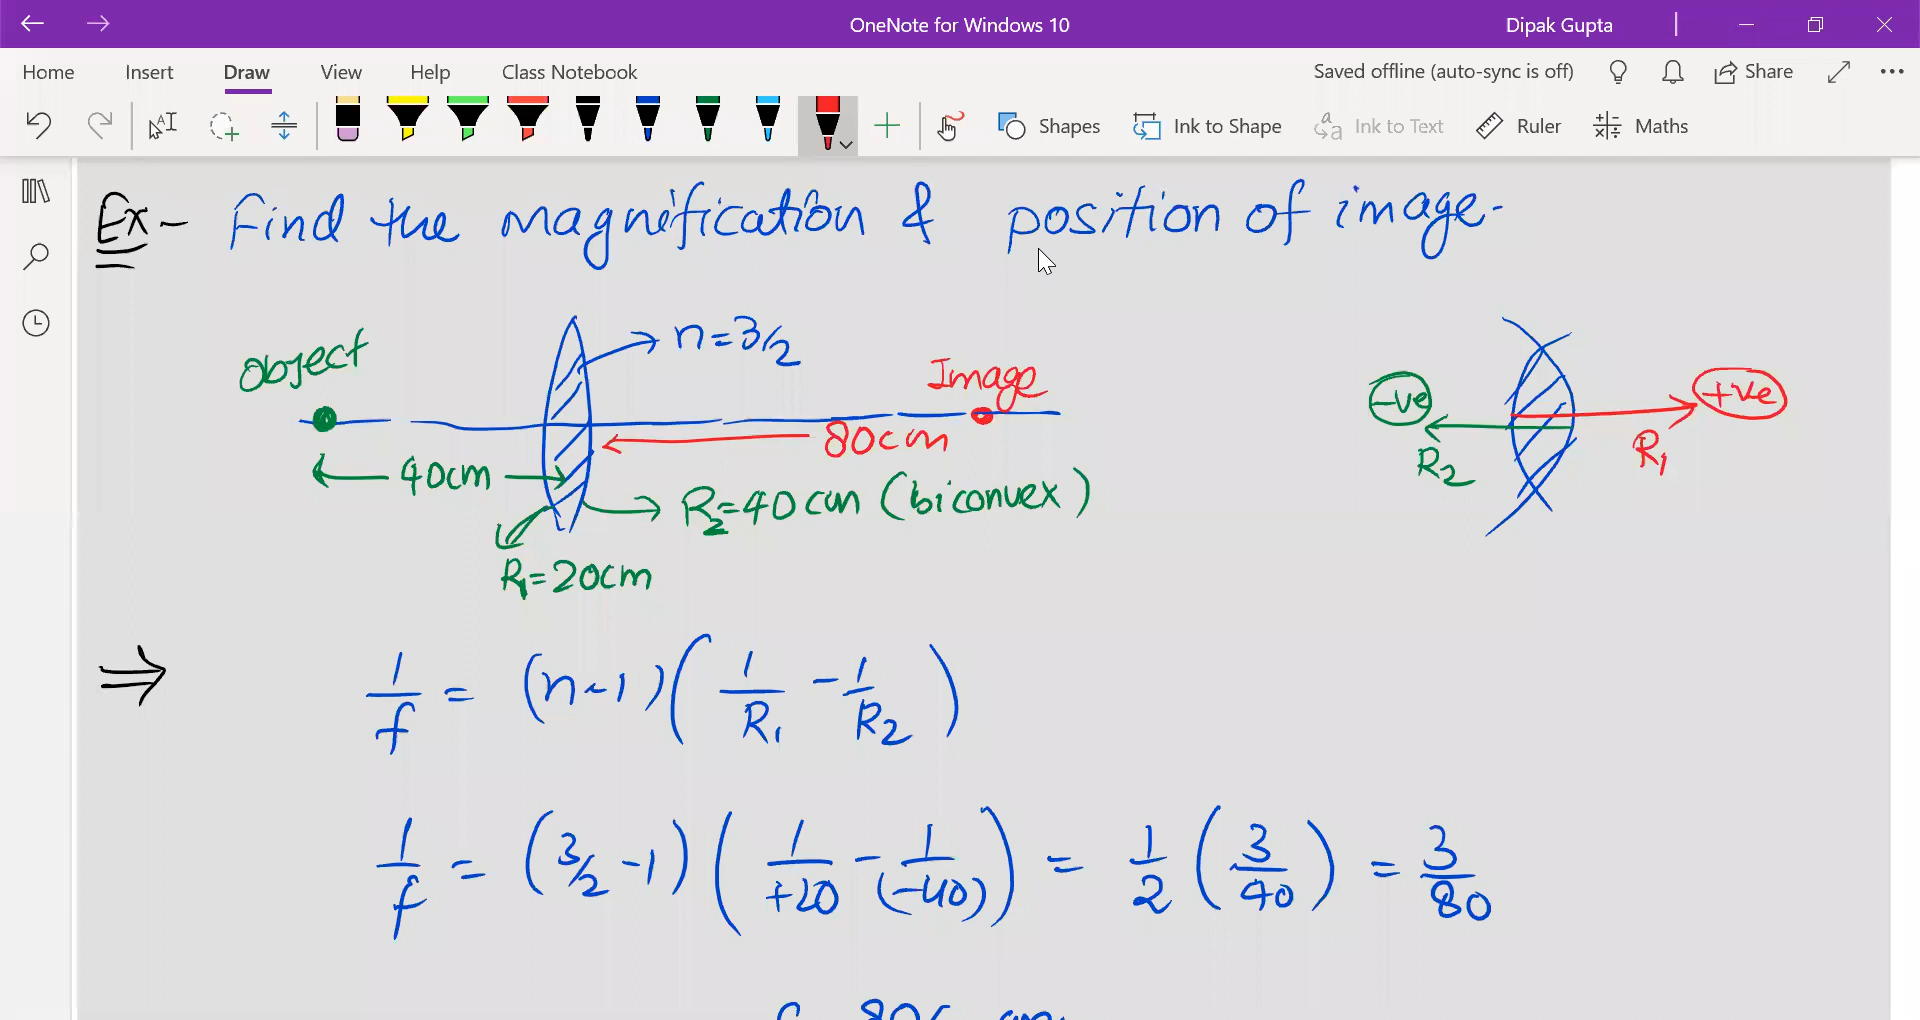 OneNote for Windows 10
Dipak Gupta
Home Insert Draw View Help Class Notebook
Saved offline (auto-sync is off) Share
Shapes Ink to Shape Ink to Text Ruler Maths
Ex- Find the magnification & position of image-
object
n=3/2
Image
-ve
+ve
80cm
40cm
R1
R2
R2=40cm (biconvex)
R1=20cm
⇒ 1/f = (n-1)(1/R1 - 1/R2)
1/f = (3/2 -1)(1/+20 - 1/(-40)) = 1/2 (3/40) = 3/80